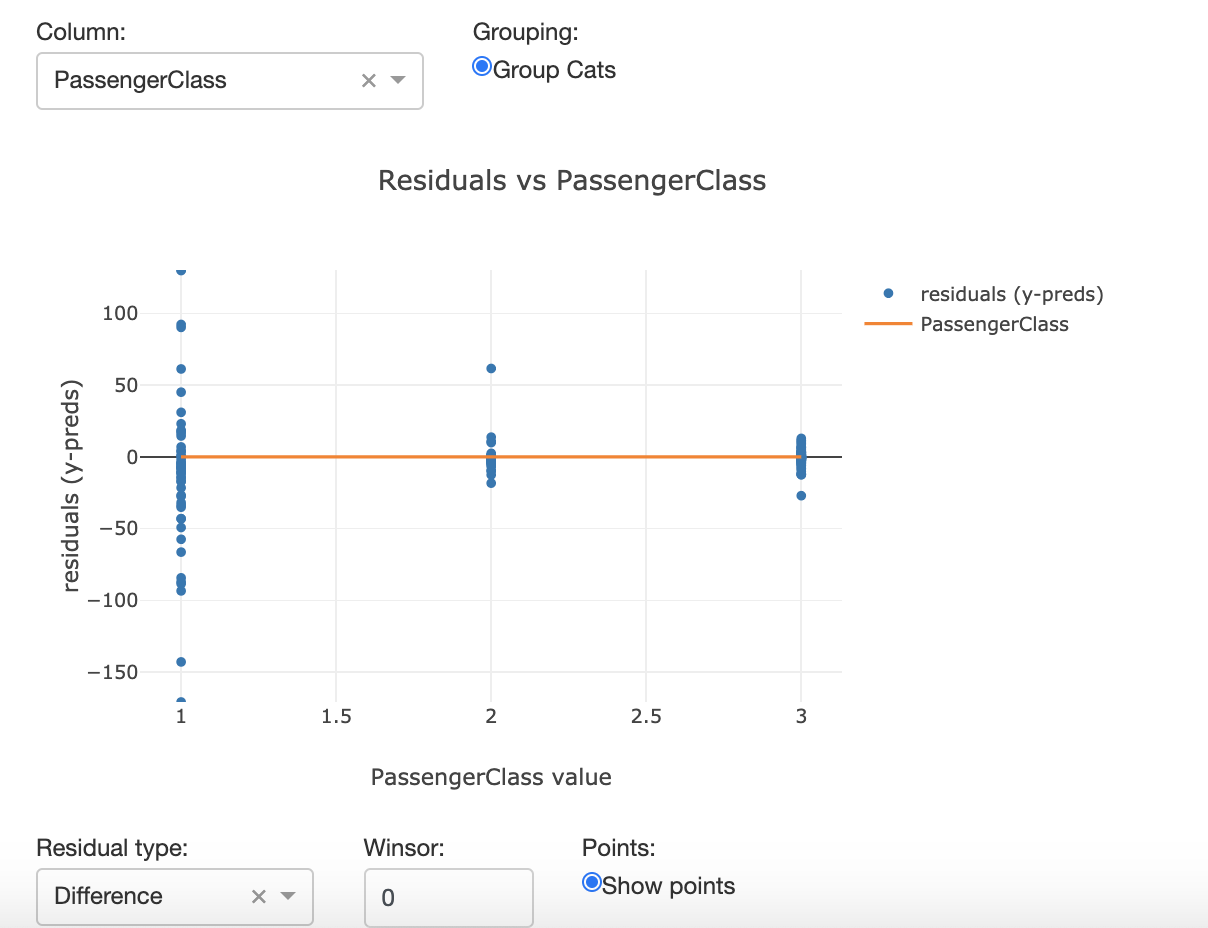 Column:
Grouping:
PassengerClass
Group Cats
Residuals vs PassengerClass
residuals (y-preds)
PassengerClass
100
50
0
−50
−100
−150
residuals (y-preds)
1
1.5
2
2.5
3
PassengerClass value
Residual type:
Winsor:
Points:
Difference
0
Show points